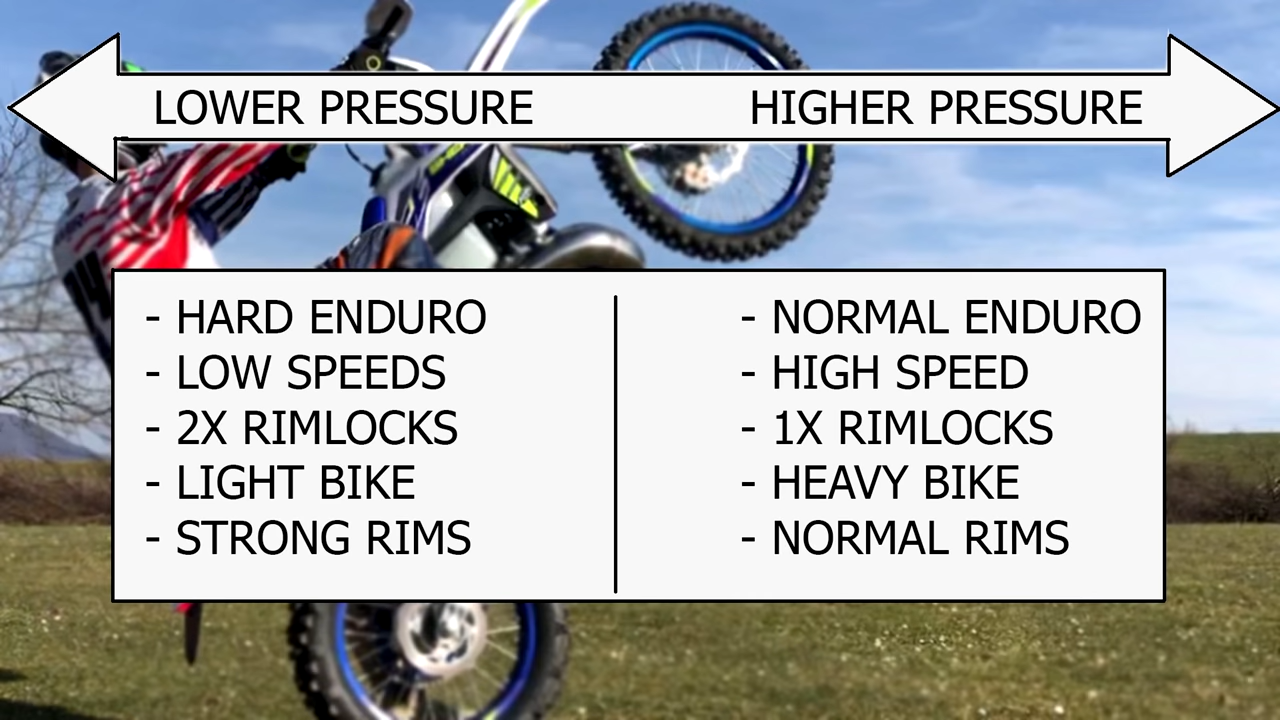 LOWER PRESSURE HIGHER PRESSURE
- HARD ENDURO
- LOW SPEEDS
- 2X RIMLOCKS
- LIGHT BIKE
- STRONG RIMS
- NORMAL ENDURO
- HIGH SPEED
- 1X RIMLOCKS
- HEAVY BIKE
- NORMAL RIMS